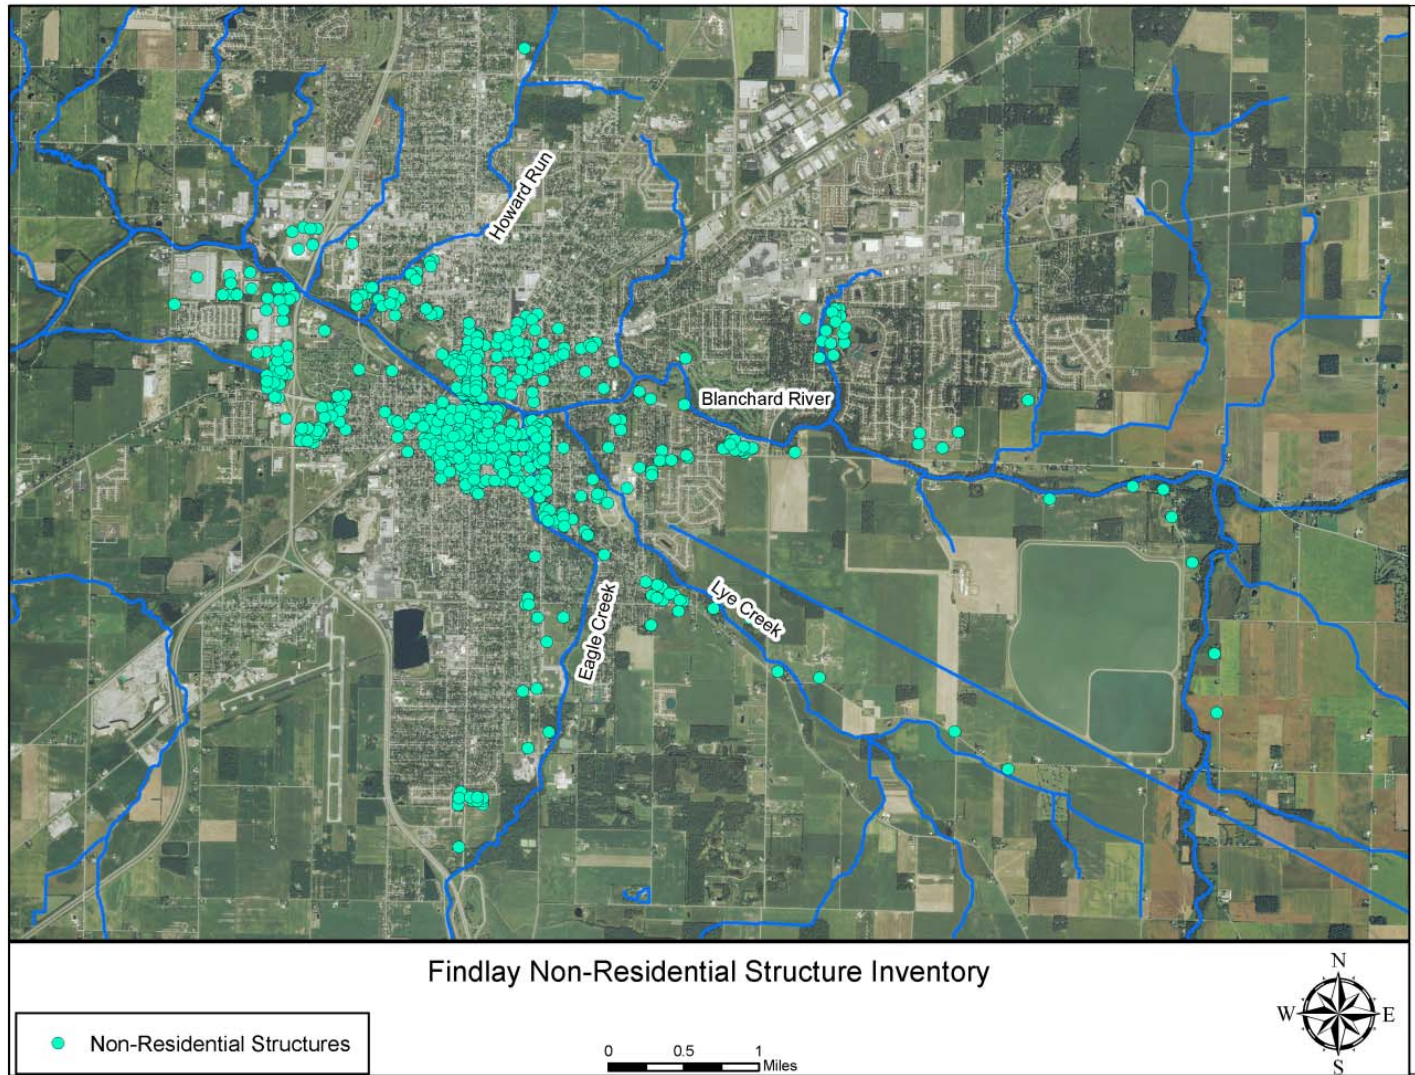 Howard Run
Blanchard River
Lye Creek
Eagle Creek
Findlay Non-Residential Structure Inventory
N
W E
S
Non-Residential Structures
0 0.5 1
Miles